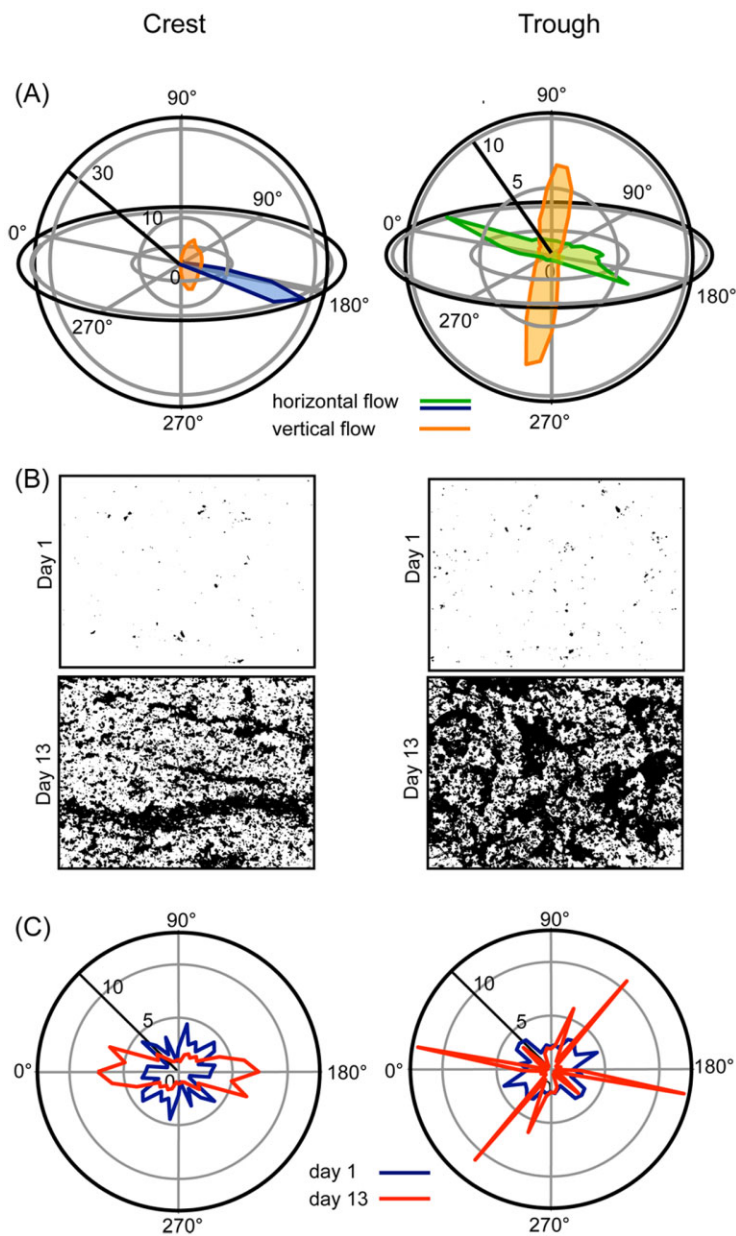 Crest Trough
(A)
90° 90°
30 10
5
10 90° 90°
0° 0°
0 0
180° 180°
270° 270°
270° 270°
horizontal flow
vertical flow
(B)
Day 1 Day 1
Day 13 Day 13
(C)
90° 90°
10 10
5 5
0° 0 180° 0° 0 180°
day 1
day 13
270° 270°